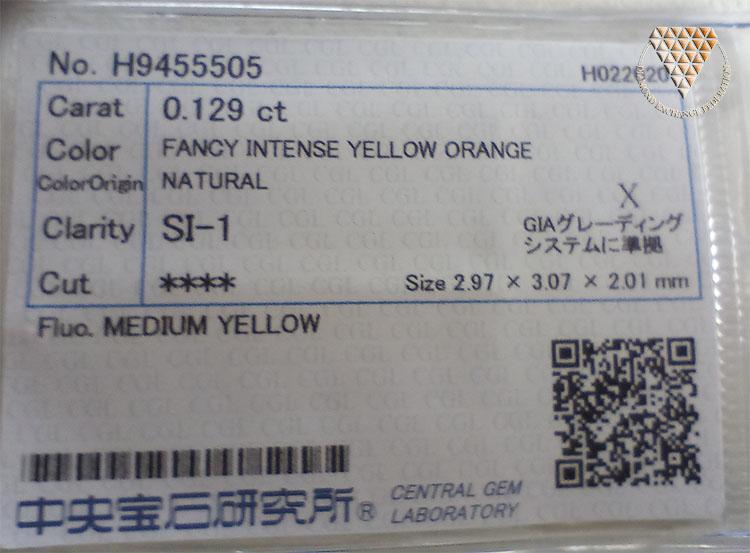 No. H9455505
Carat 0.129 ct
Color FANCY INTENSE YELLOW ORANGE
ColorOrigin NATURAL
X
Clarity SI-1
GIAグレーディング
システムに準拠
Cut **** Size 2.97 × 3.07 × 2.01 mm
Fluo. MEDIUM YELLOW
中央宝石研究所® CENTRAL GEM
LABORATORY